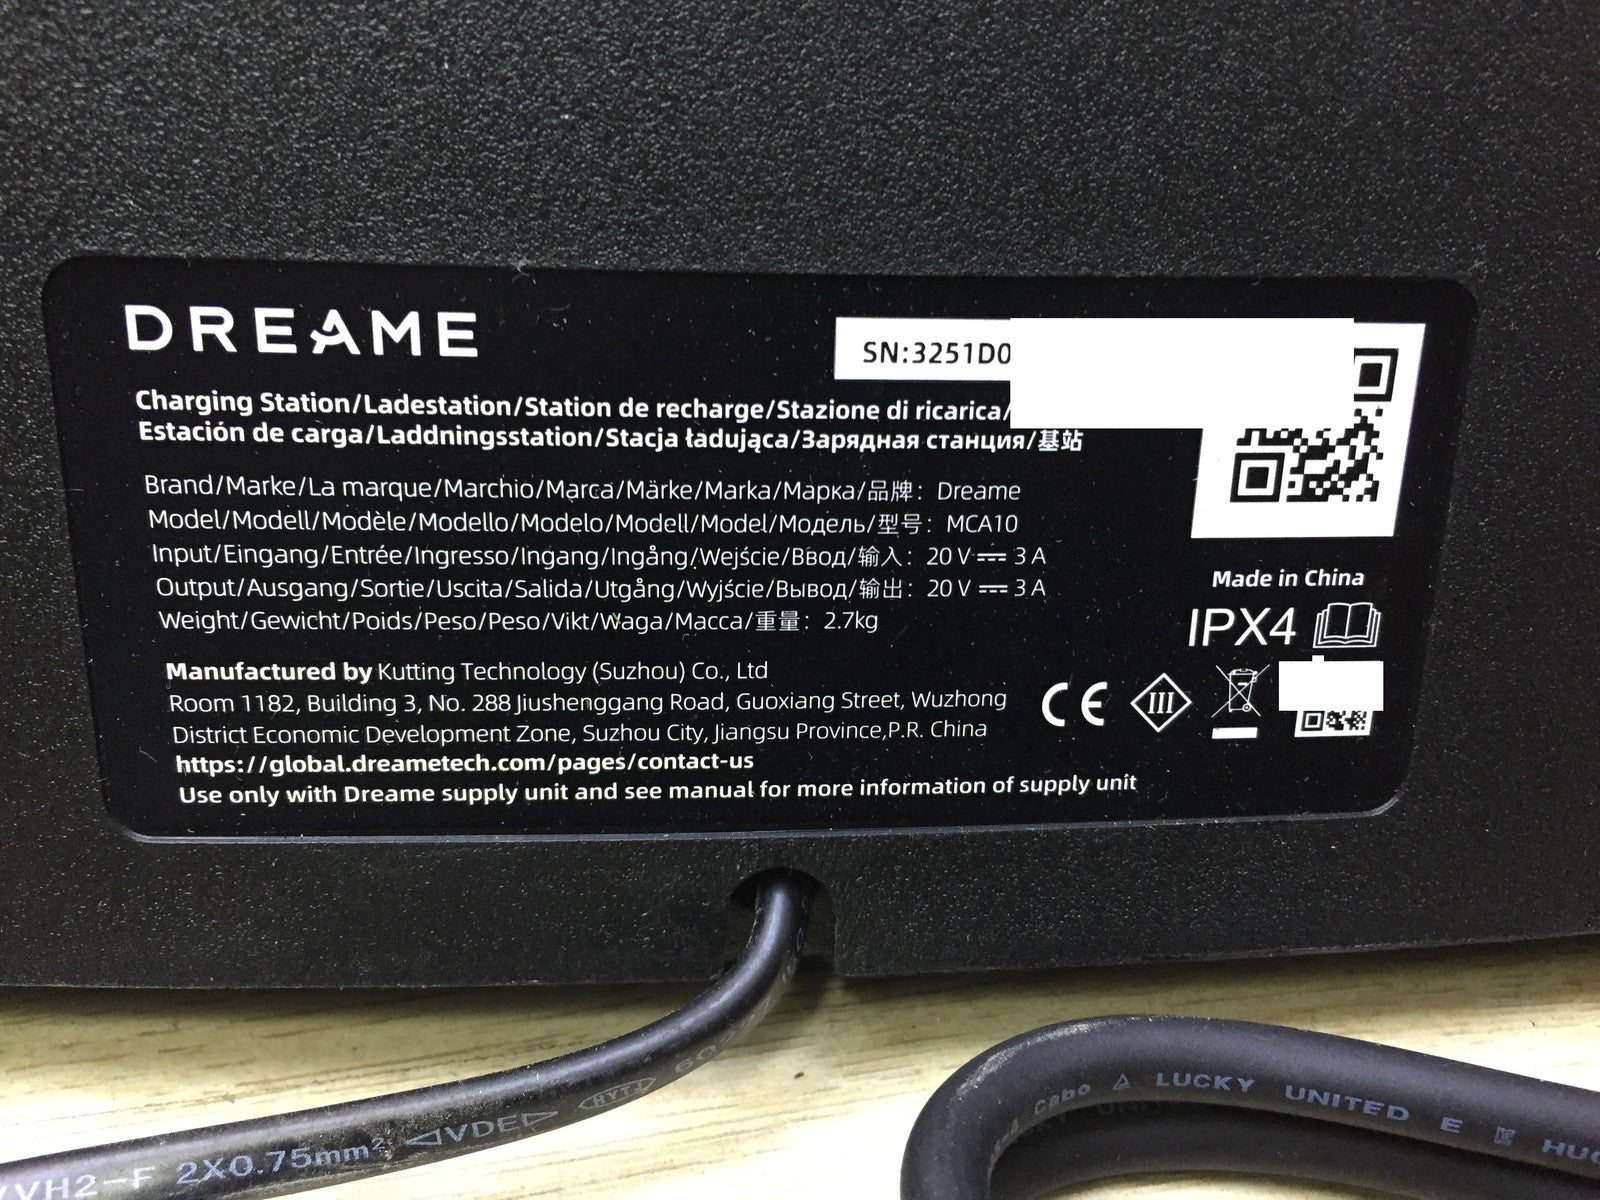 DREAME
SN:3251D0
Charging Station/Ladestation/Station de recharge/Stazione di ricarica/
Estación de carga/Laddningsstation/Stacja ładująca/Зарядная станция/基站
Brand/Marke/La marque/Marchio/Marca/Märke/Marka/Марка/品牌: Dreame
Model/Modell/Modèle/Modello/Modelo/Modell/Model/Модель/型号: MCA10
Input/Eingang/Entrée/Ingresso/Ingang/Ingång/Wejście/Ввод/输入: 20 V ⎓ 3 A
Output/Ausgang/Sortie/Uscita/Salida/Utgång/Wyjście/Вывод/输出: 20 V ⎓ 3 A
Weight/Gewicht/Poids/Peso/Peso/Vikt/Waga/Масса/重量: 2.7kg
Made in China
IPX4
Manufactured by Kutting Technology (Suzhou) Co., Ltd
Room 1182, Building 3, No. 288 Jiushenggang Road, Guoxiang Street, Wuzhong
District Economic Development Zone, Suzhou City, Jiangsu Province,P.R. China
https://global.dreametech.com/pages/contact-us
Use only with Dreame supply unit and see manual for more information of supply unit
CE
III
VVH2-F 2X0.75mm² VDE HYT
Cabo LUCKY UNITED E